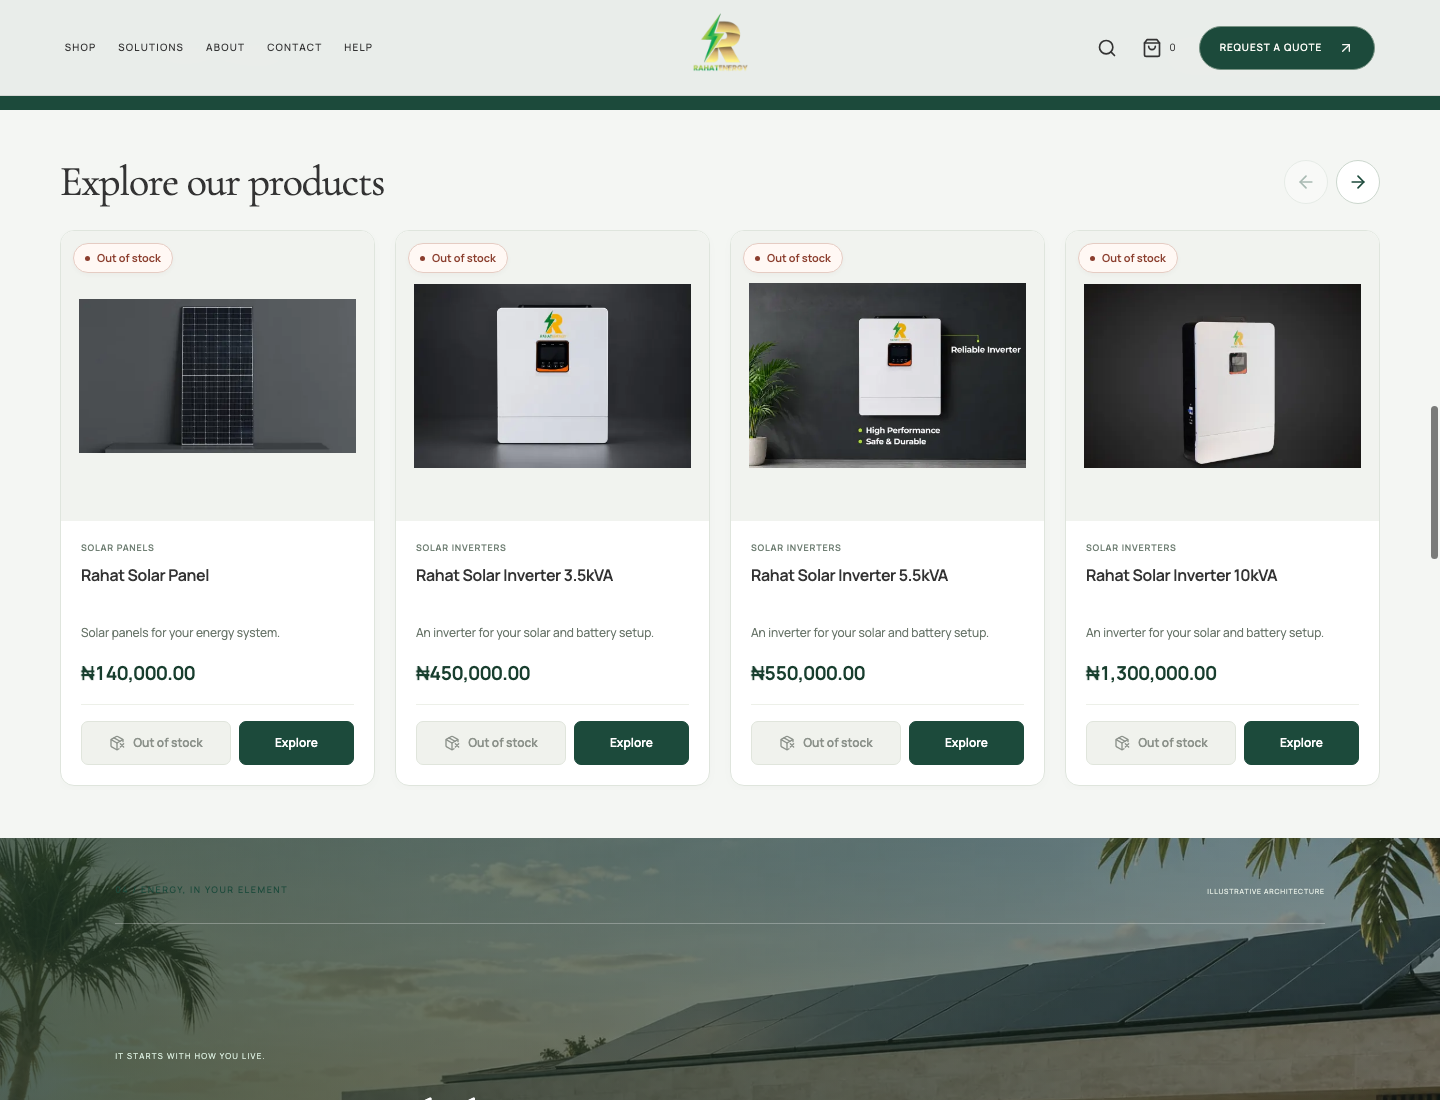 SHOP SOLUTIONS ABOUT CONTACT HELP
RAHATENERGY
0
REQUEST A QUOTE
Explore our products
Out of stock
Out of stock
Out of stock
Out of stock
Reliable Inverter
High Performance
Safe & Durable
SOLAR PANELS
Rahat Solar Panel
Solar panels for your energy system.
₦140,000.00
Out of stock
Explore
SOLAR INVERTERS
Rahat Solar Inverter 3.5kVA
An inverter for your solar and battery setup.
₦450,000.00
Out of stock
Explore
SOLAR INVERTERS
Rahat Solar Inverter 5.5kVA
An inverter for your solar and battery setup.
₦550,000.00
Out of stock
Explore
SOLAR INVERTERS
Rahat Solar Inverter 10kVA
An inverter for your solar and battery setup.
₦1,300,000.00
Out of stock
Explore
ENERGY, IN YOUR ELEMENT
ILLUSTRATIVE ARCHITECTURE
IT STARTS WITH HOW YOU LIVE.